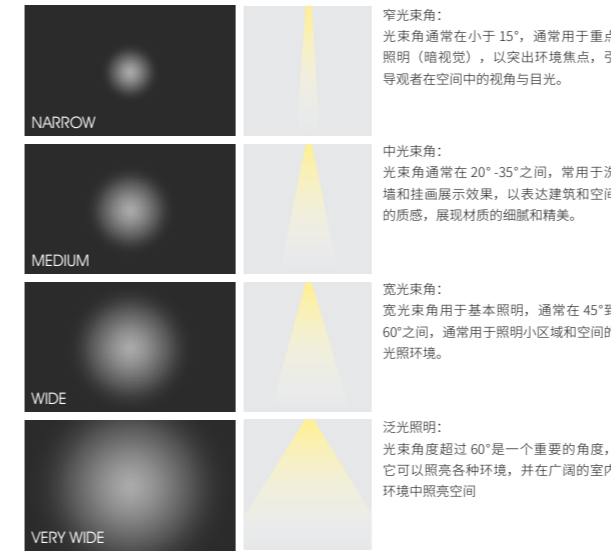 NARROW
窄光束角：
光束角通常在小于 15°，通常用于重点
照明（暗视觉），以突出环境焦点，引
导观者在空间中的视角与目光。
MEDIUM
中光束角：
光束角通常在 20° -35°之间，常用于洗
墙和挂画展示效果，以表达建筑和空间
的质感，展现材质的细腻和精美。
WIDE
宽光束角：
宽光束角用于基本照明，通常在 45°到
60°之间，通常用于照明小区域和空间的
光照环境。
VERY WIDE
泛光照明：
光束角度超过 60°是一个重要的角度，
它可以照亮各种环境，并在广阔的室内
环境中照亮空间